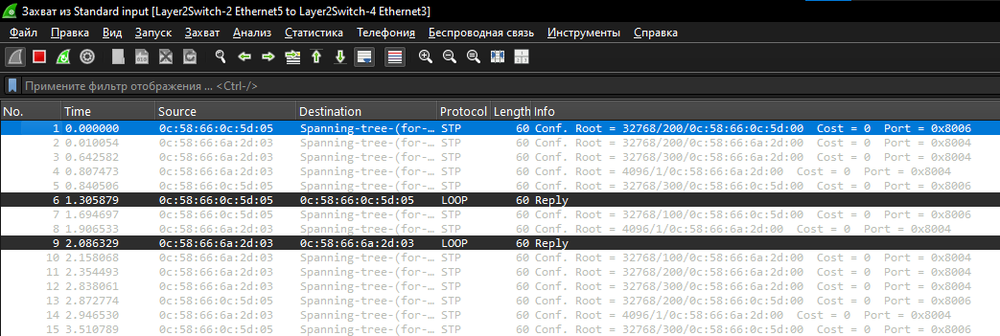 Захват из Standard input [Layer2Switch-2 Ethernet5 to Layer2Switch-4 Ethernet3]
Файл Правка Вид Запуск Захват Анализ Статистика Телефония Беспроводная связь Инструменты Справка
Примените фильтр отображения ... <Ctrl-/>
No. Time Source Destination Protocol Length Info
1 0.000000 0c:58:66:0c:5d:05 Spanning-tree-(for-… STP 60 Conf. Root = 32768/200/0c:58:66:0c:5d:00 Cost = 0 Port = 0x8006
2 0.010054 0c:58:66:6a:2d:03 Spanning-tree-(for-… STP 60 Conf. Root = 32768/200/0c:58:66:6a:2d:00 Cost = 0 Port = 0x8004
3 0.642582 0c:58:66:6a:2d:03 Spanning-tree-(for-… STP 60 Conf. Root = 32768/300/0c:58:66:6a:2d:00 Cost = 0 Port = 0x8004
4 0.807473 0c:58:66:6a:2d:03 Spanning-tree-(for-… STP 60 Conf. Root = 4096/1/0c:58:66:6a:2d:00 Cost = 0 Port = 0x8004
5 0.840506 0c:58:66:0c:5d:05 Spanning-tree-(for-… STP 60 Conf. Root = 32768/300/0c:58:66:0c:5d:00 Cost = 0 Port = 0x8006
6 1.305879 0c:58:66:0c:5d:05 0c:58:66:0c:5d:05 LOOP 60 Reply
7 1.694697 0c:58:66:0c:5d:05 Spanning-tree-(for-… STP 60 Conf. Root = 32768/100/0c:58:66:0c:5d:00 Cost = 0 Port = 0x8006
8 1.906533 0c:58:66:6a:2d:03 Spanning-tree-(for-… STP 60 Conf. Root = 4096/1/0c:58:66:6a:2d:00 Cost = 0 Port = 0x8004
9 2.086329 0c:58:66:6a:2d:03 0c:58:66:6a:2d:03 LOOP 60 Reply
10 2.158068 0c:58:66:6a:2d:03 Spanning-tree-(for-… STP 60 Conf. Root = 32768/100/0c:58:66:6a:2d:00 Cost = 0 Port = 0x8004
11 2.354493 0c:58:66:6a:2d:03 Spanning-tree-(for-… STP 60 Conf. Root = 32768/200/0c:58:66:6a:2d:00 Cost = 0 Port = 0x8004
12 2.838061 0c:58:66:6a:2d:03 Spanning-tree-(for-… STP 60 Conf. Root = 32768/300/0c:58:66:6a:2d:00 Cost = 0 Port = 0x8004
13 2.872774 0c:58:66:0c:5d:05 Spanning-tree-(for-… STP 60 Conf. Root = 32768/200/0c:58:66:0c:5d:00 Cost = 0 Port = 0x8006
14 2.946530 0c:58:66:6a:2d:03 Spanning-tree-(for-… STP 60 Conf. Root = 4096/1/0c:58:66:6a:2d:00 Cost = 0 Port = 0x8004
15 3.510789 0c:58:66:0c:5d:05 Spanning-tree-(for-… STP 60 Conf. Root = 32768/300/0c:58:66:0c:5d:00 Cost = 0 Port = 0x8006